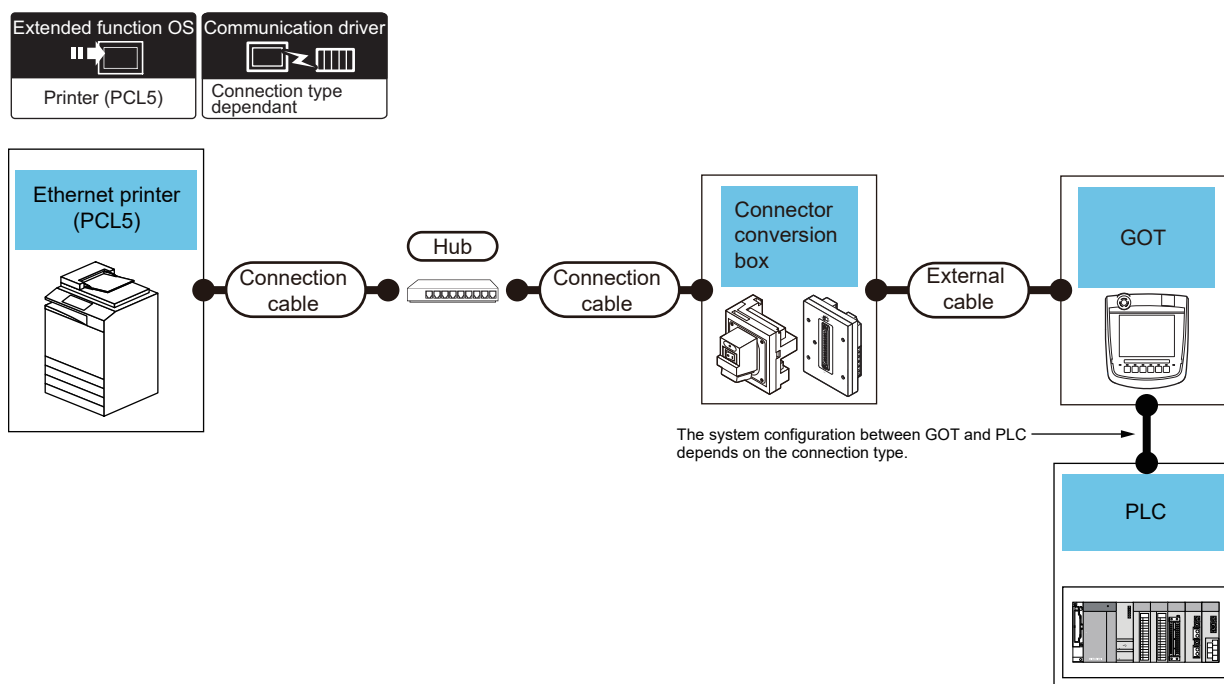 Extended function OS
Printer (PCL5)
Communication driver
Connection type
dependant
Ethernet printer
(PCL5)
Connection
cable
Hub
Connection
cable
Connector
conversion
box
External
cable
GOT
The system configuration between GOT and PLC
depends on the connection type.
PLC